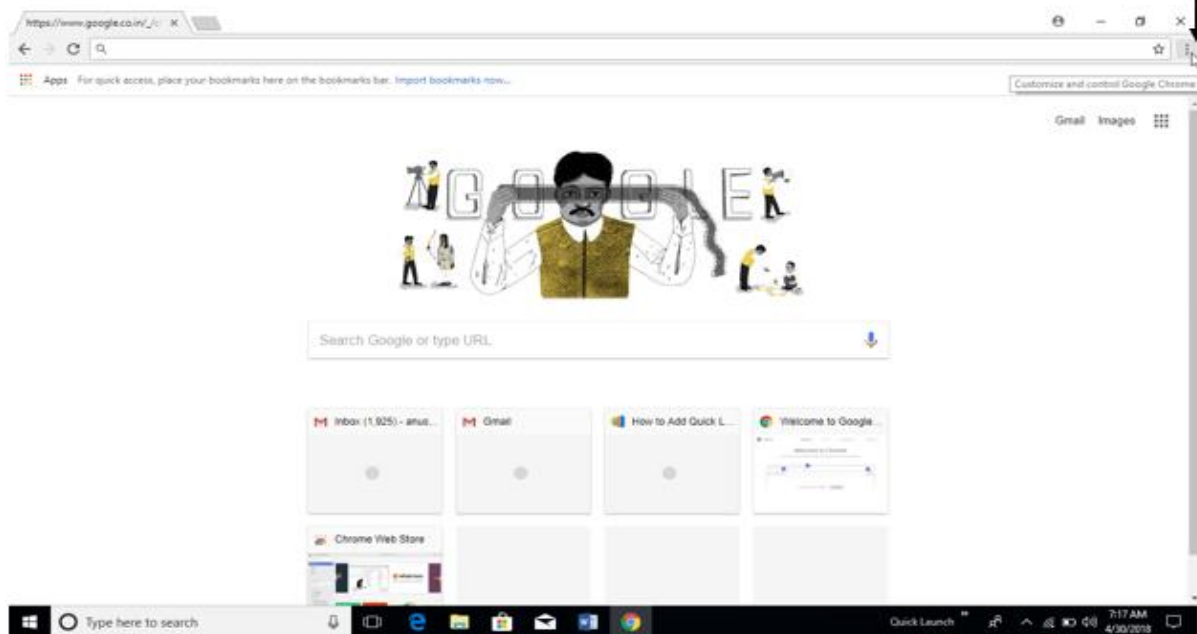 https://www.google.co.in/_/c
Apps For quick access, place your bookmarks here on the bookmarks bar. Import bookmarks now...
Customize and control Google Chrome
Gmail Images
GOOGLE
Search Google or type URL
Inbox (1,925) - anus... Gmail How to Add Quick L... Welcome to Google...
Chrome Web Store
Type here to search Quick Launch " 7:17 AM
4/30/2018